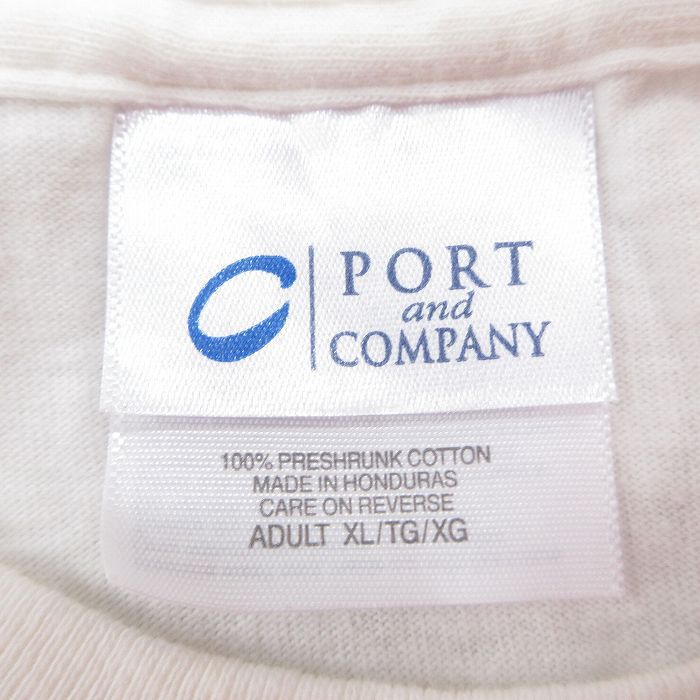 PORT
and
COMPANY
100% PRESHRUNK COTTON
MADE IN HONDURAS
CARE ON REVERSE
ADULT XL/TG/XG